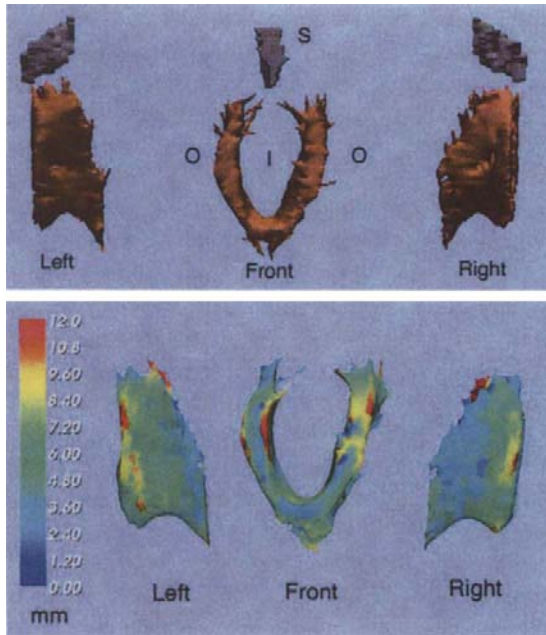 S
O I O
Left Front Right
12.0
10.8
9.60
8.40
7.20
6.00
4.80
3.60
2.40
1.20
0.00
mm
Left Front Right